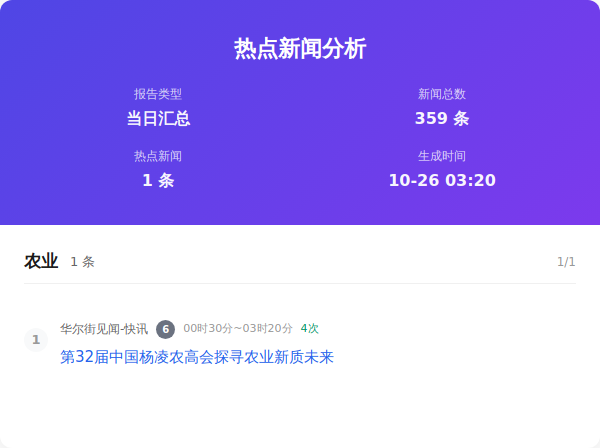 热点新闻分析
报告类型
新闻总数
当日汇总
359 条
热点新闻
生成时间
1 条
10-26 03:20
农业 1 条 1/1
华尔街见闻-快讯 6 00时30分~03时20分 4次
1
第32届中国杨凌农高会探寻农业新质未来